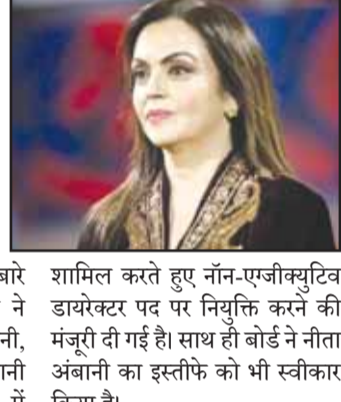 बारे
ने
नी,
नी
में
शामिल करते हुए नॉन-एग्जीक्युटिव
डायरेक्टर पद पर नियुक्ति करने की
मंजूरी दी गई है। साथ ही बोर्ड ने नीता
अंबानी का इस्तीफे को भी स्वीकार
किया है।